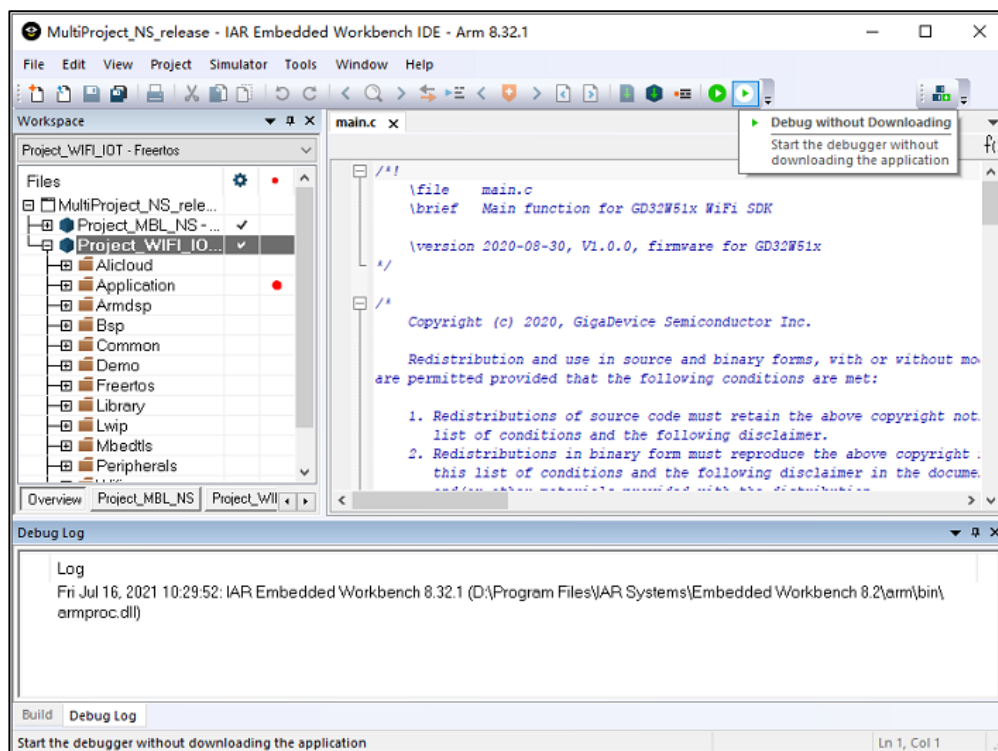 MultiProject_NS_release - IAR Embedded Workbench IDE - Arm 8.32.1
File Edit View Project Simulator Tools Window Help
Workspace
main.c
Debug without Downloading
Start the debugger without
downloading the application
Project_WIFI_IOT - Freertos
Files
MultiProject_NS_rele...
Project_MBL_NS -...
Project_WIFI_IO...
Alicloud
Application
Armdsp
Bsp
Common
Demo
Freertos
Library
Lwip
Mbedtls
Peripherals
Overview Project_MBL_NS Project_WII
/*!
\file main.c
\brief Main function for GD32W51x WiFi SDK
\version 2020-08-30, V1.0.0, firmware for GD32W51x
*/
/*
Copyright (c) 2020, GigaDevice Semiconductor Inc.
Redistribution and use in source and binary forms, with or without mo
are permitted provided that the following conditions are met:
1. Redistributions of source code must retain the above copyright not
list of conditions and the following disclaimer.
2. Redistributions in binary form must reproduce the above copyright
this list of conditions and the following disclaimer in the docume
and/or other materials provided with the distribution
Debug Log
Log
Fri Jul 16, 2021 10:29:52: IAR Embedded Workbench 8.32.1 (D:\Program Files\IAR Systems\Embedded Workbench 8.2\arm\bin\
armproc.dll)
Build Debug Log
Start the debugger without downloading the application
Ln 1, Col 1